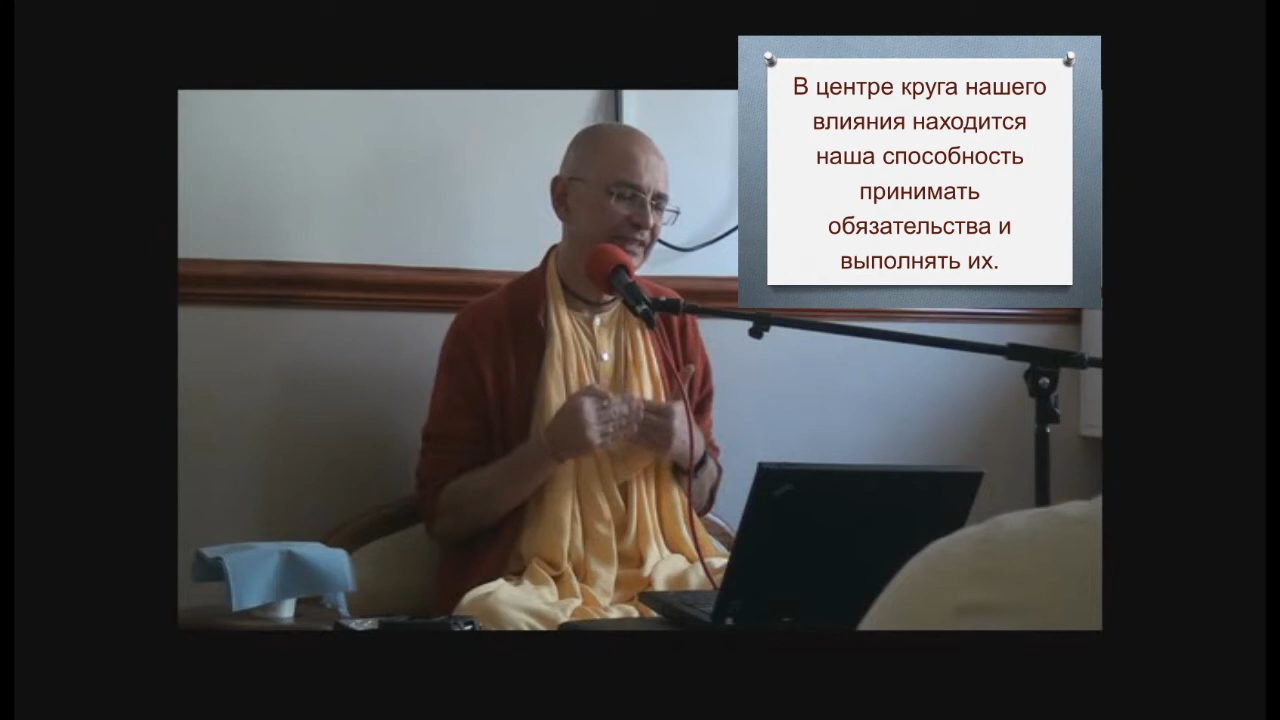 В центре круга нашего
влияния находится
наша способность
принимать
обязательства и
выполнять их.